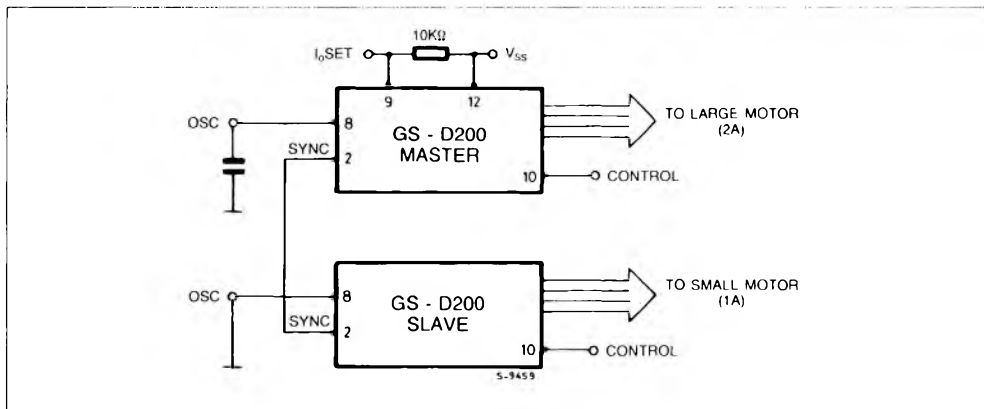 10KΩ
I₀SET
Vss
9
12
OSC
8
GS - D200
MASTER
TO LARGE MOTOR
(2A)
SYNC
2
10
CONTROL
OSC
8
GS - D200
SLAVE
TO SMALL MOTOR
(1A)
SYNC
2
10
CONTROL
S-9459